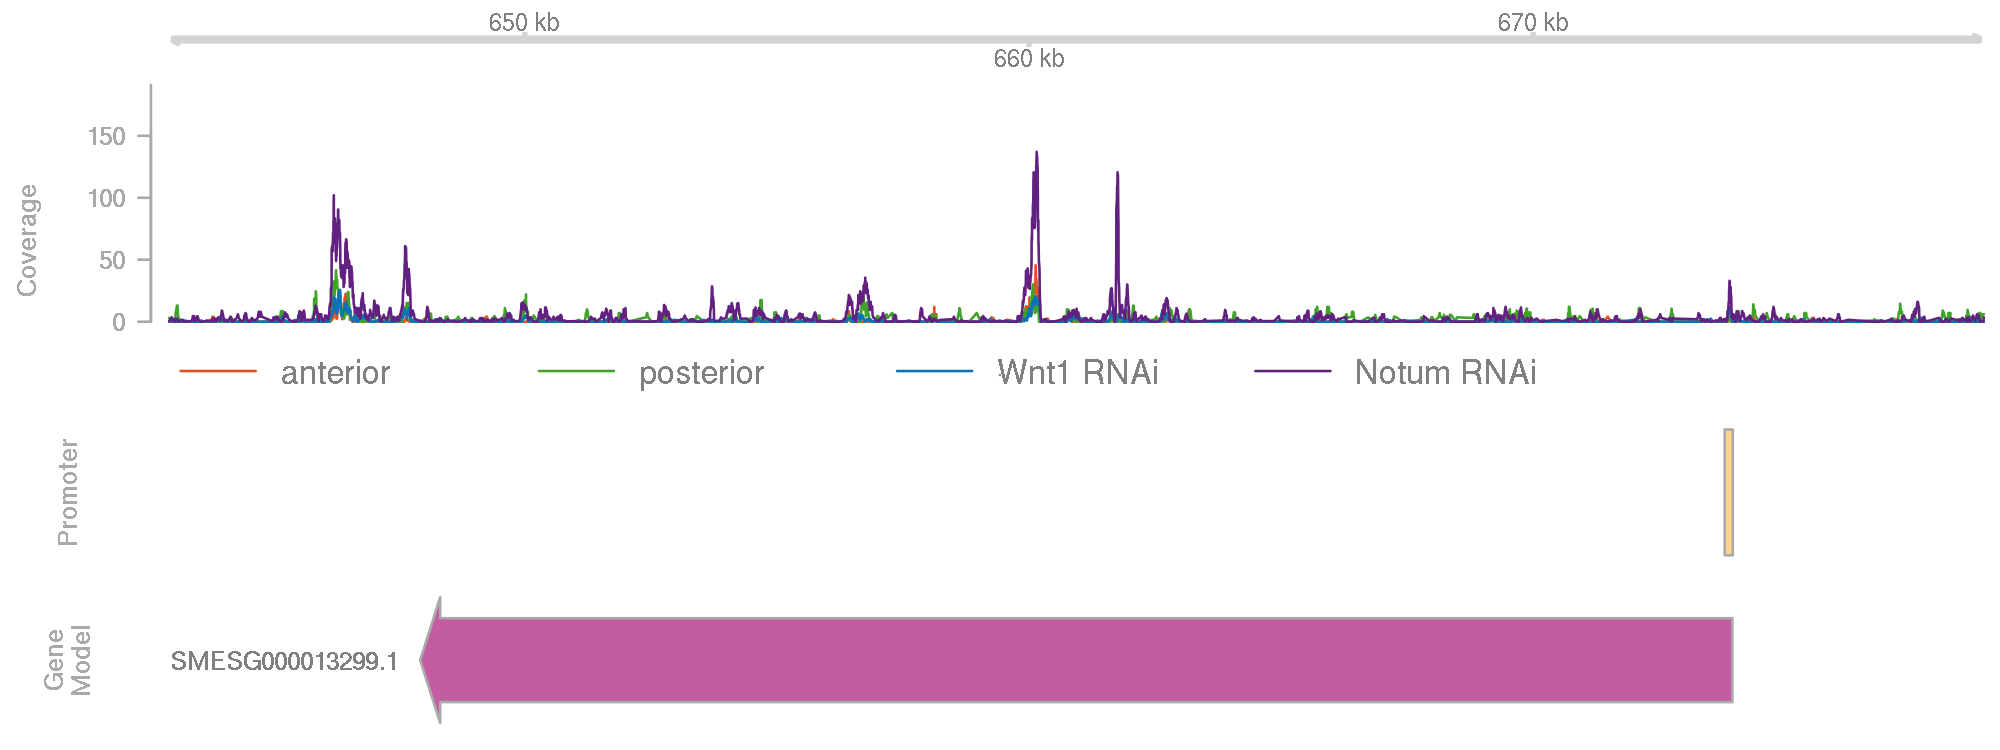 650 kb
670 kb
660 kb
Coverage
150
100
50
0
anterior posterior Wnt1 RNAi Notum RNAi
Promoter
Gene
Model
SMESG000013299.1